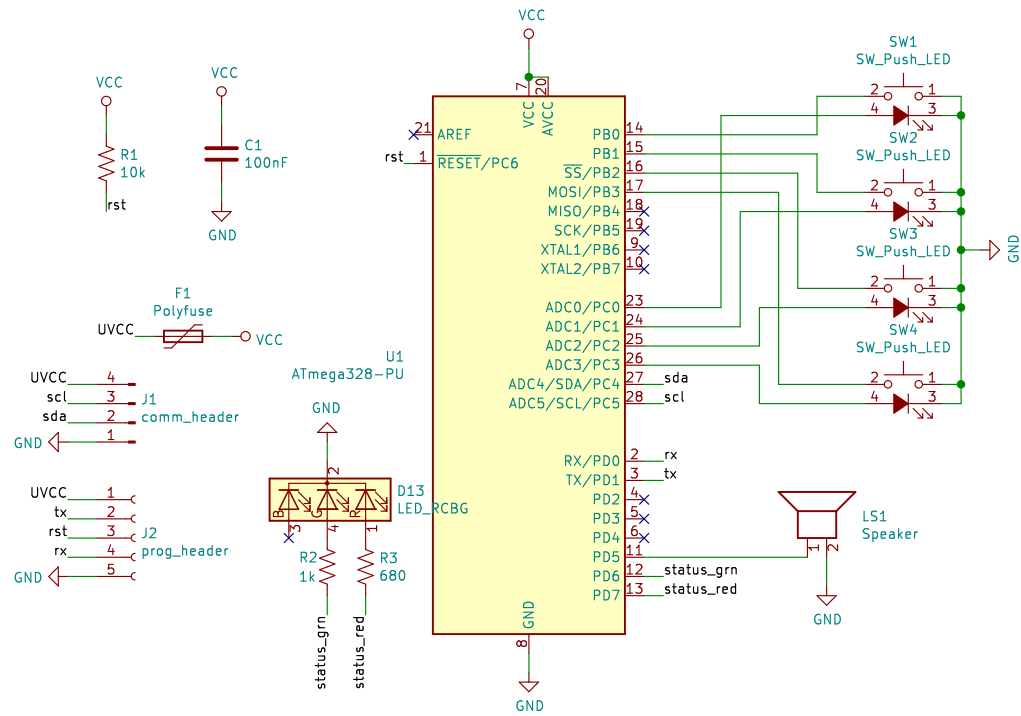 VCC
R1
10k
rst
VCC
C1
100nF
GND
F1
Polyfuse
UVCC
VCC
UVCC 4
scl 3
sda 2
GND 1
J1
comm_header
UVCC 1
tx 2
rst 3
rx 4
GND 5
J2
prog_header
GND
2
D13
LED_RCBG
B G R
3 4 1
R2
1k
R3
680
status_grn
status_red
VCC
7 20
VCC AVCC
U1
ATmega328-PU
21 AREF
rst 1 RESET/PC6
PB0 14
PB1 15
SS/PB2 16
MOSI/PB3 17
MISO/PB4 18
SCK/PB5 19
XTAL1/PB6 9
XTAL2/PB7 10
ADC0/PC0 23
ADC1/PC1 24
ADC2/PC2 25
ADC3/PC3 26
ADC4/SDA/PC4 27 sda
ADC5/SCL/PC5 28 scl
RX/PD0 2 rx
TX/PD1 3 tx
PD2 4
PD3 5
PD4 6
PD5 11
PD6 12 status_grn
PD7 13 status_red
GND
8
GND
SW1
SW_Push_LED
2 1
4 3
SW2
SW_Push_LED
2 1
4 3
SW3
SW_Push_LED
2 1
4 3
SW4
SW_Push_LED
2 1
4 3
GND
LS1
Speaker
1 2
GND